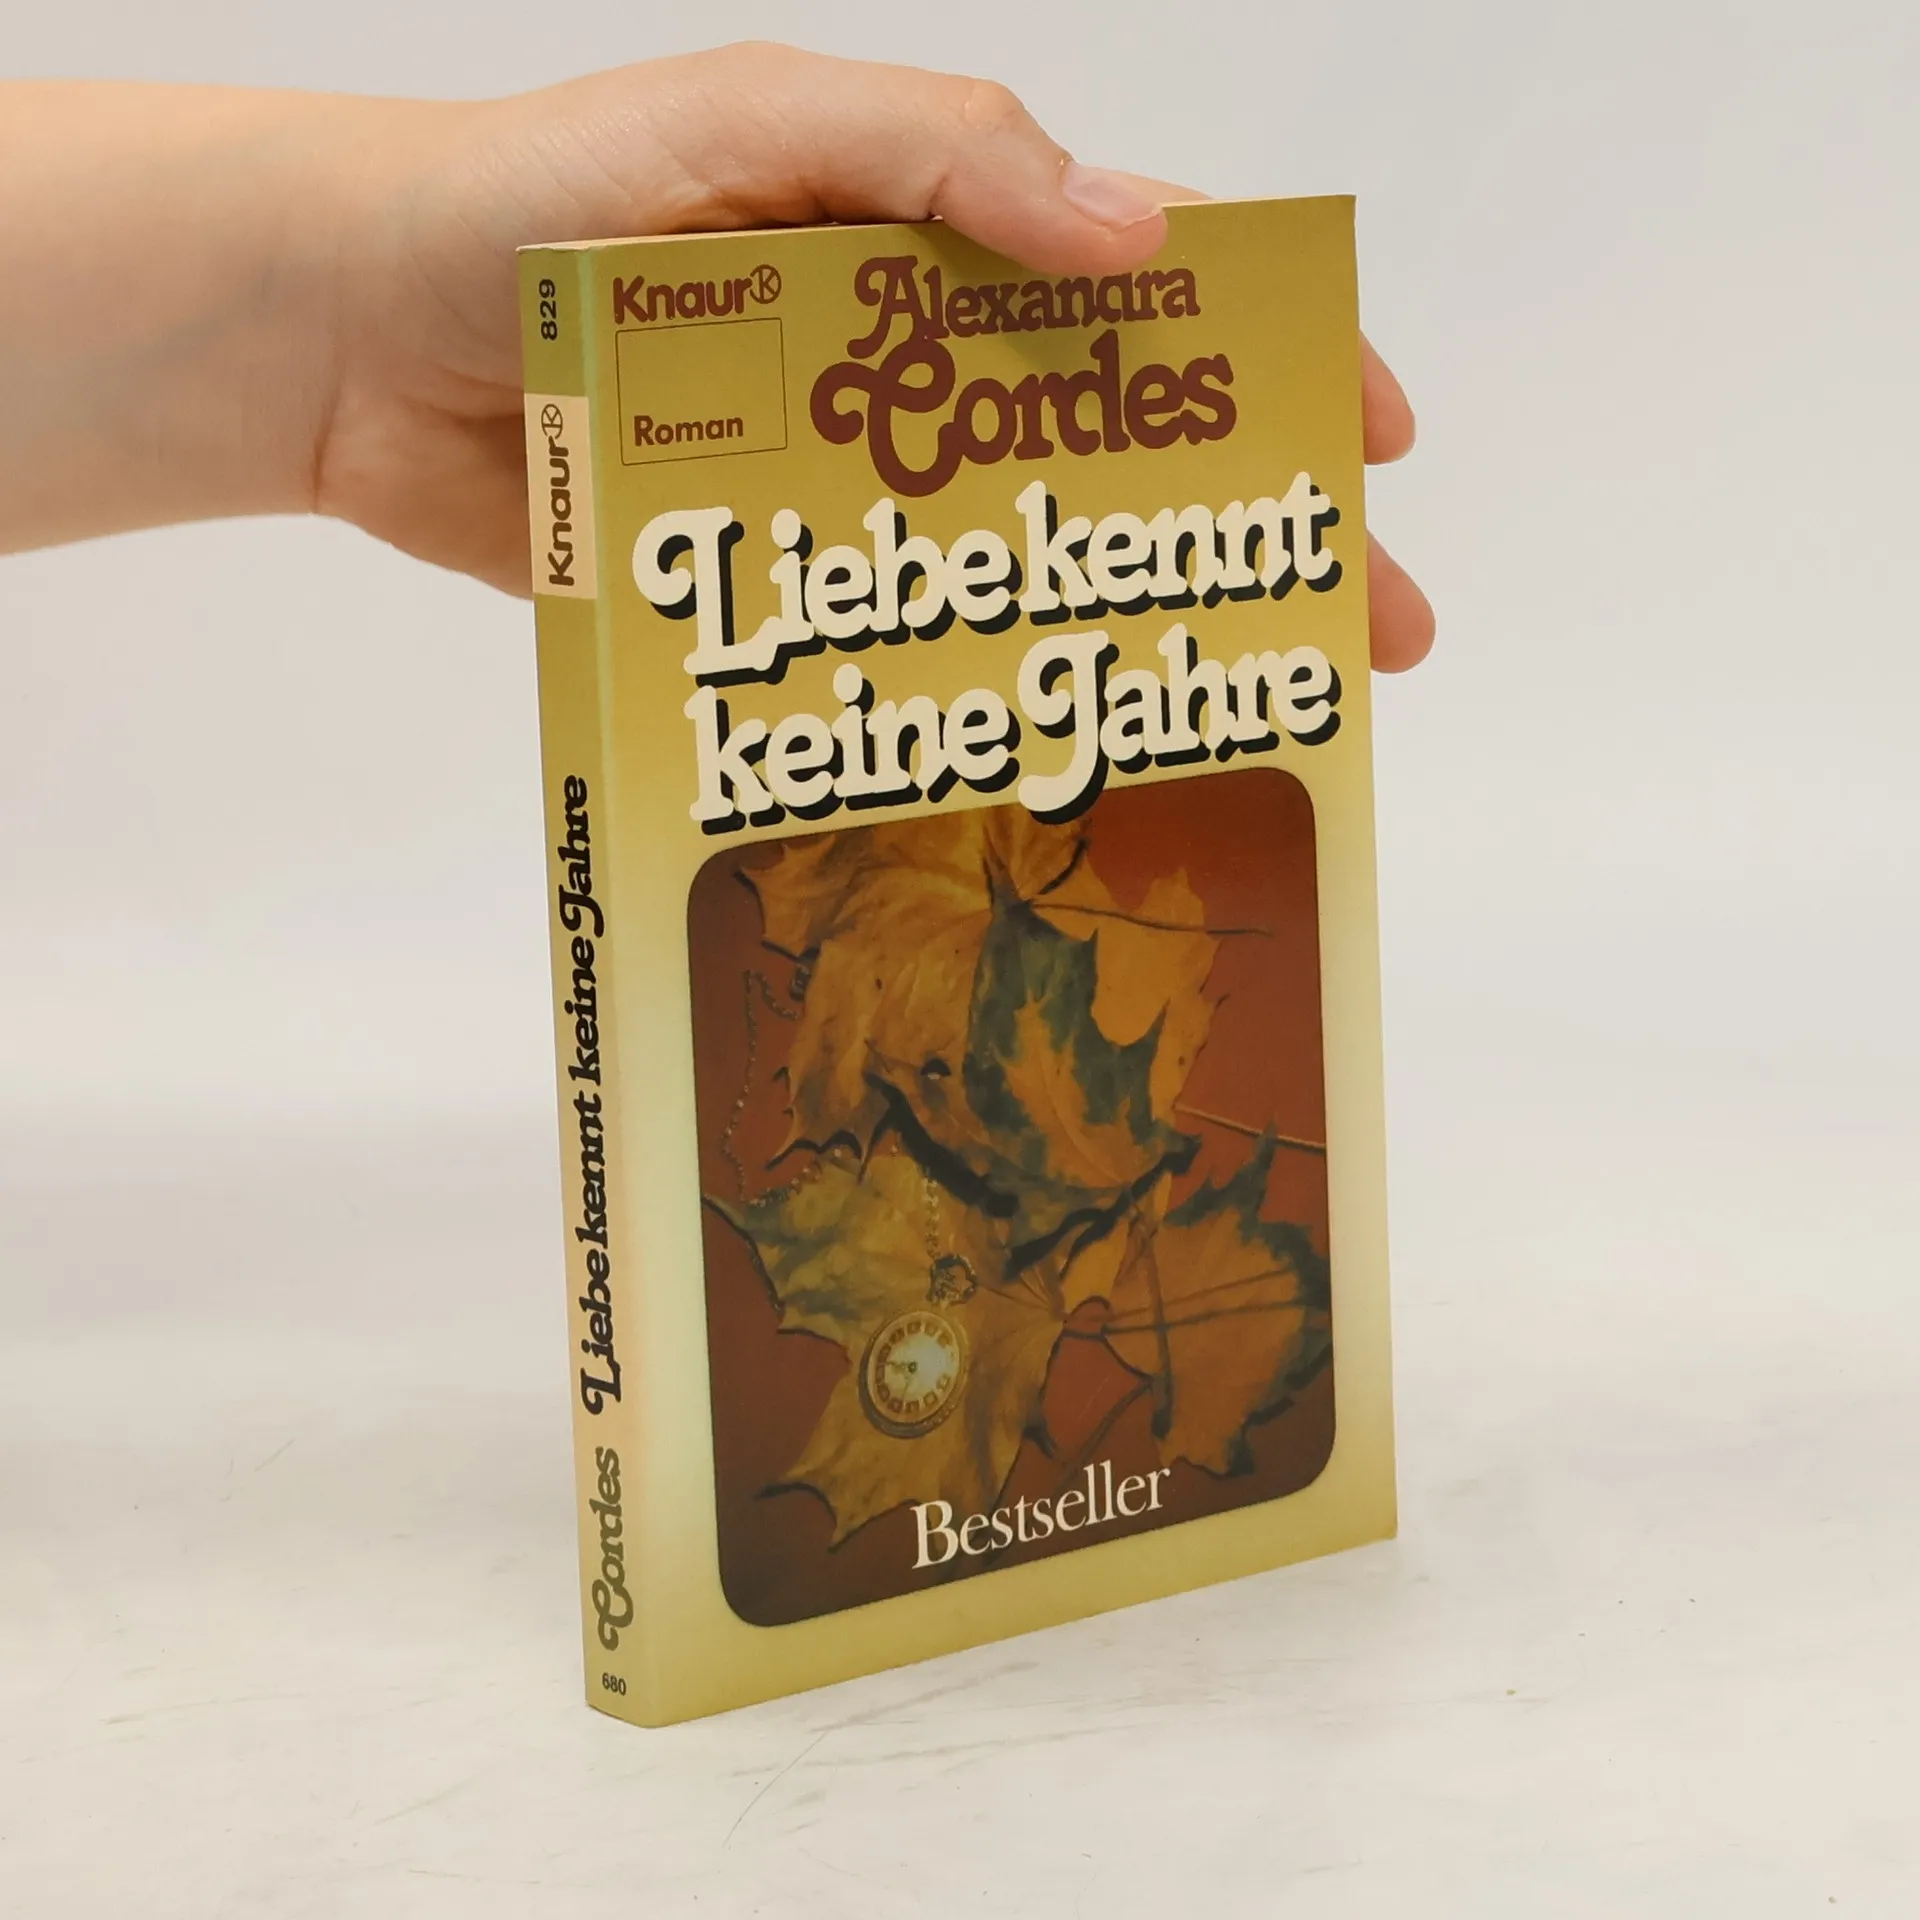 829
Knaur
Liebe kennt keine Jahre
Cordes
680
Knaur
Roman
Alexandra
Cordes
Liebe kennt
keine Jahre
Bestseller